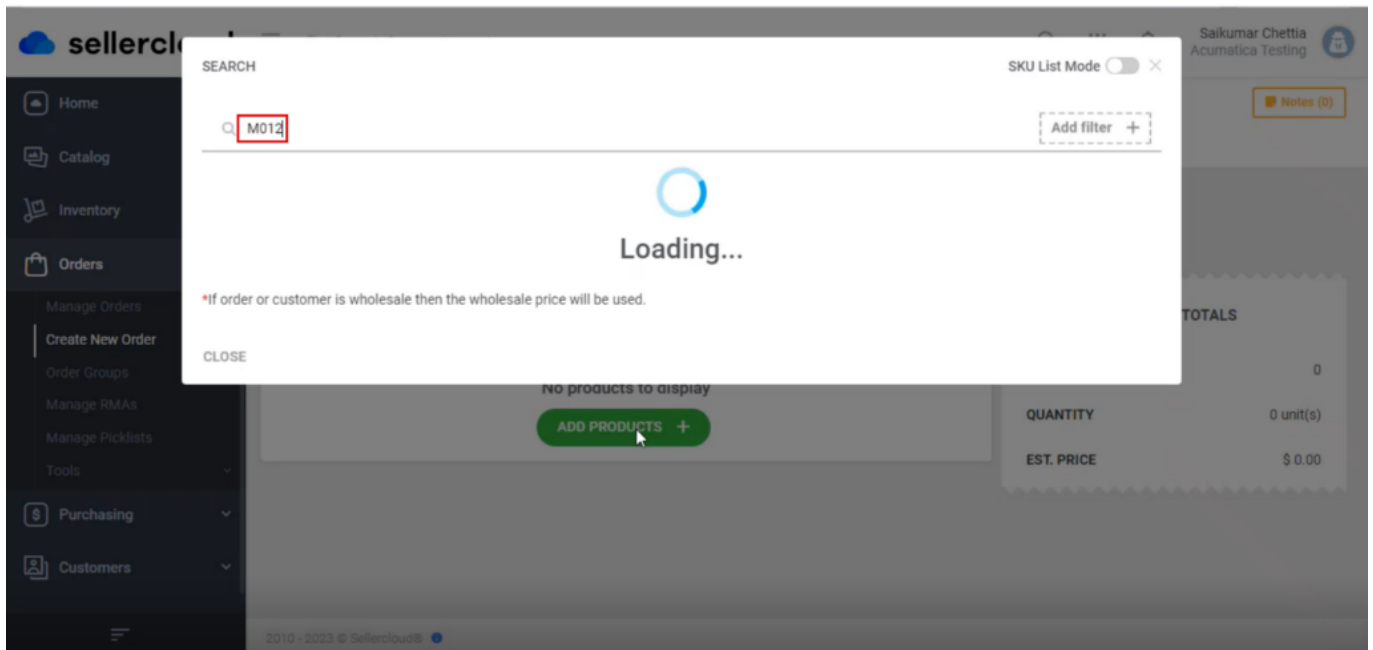 sellercl
Saikumar Chettia
Acumatica Testing
SEARCH
SKU List Mode
Home
Notes (0)
M012
Add filter +
Catalog
Inventory
Loading...
Orders
*If order or customer is wholesale then the wholesale price will be used.
Manage Orders
TOTALS
Create New Order
CLOSE
Order Groups
0
No products to display
Manage RMAs
QUANTITY 0 unit(s)
ADD PRODUCTS +
Manage Picklists
EST. PRICE $ 0.00
Tools
Purchasing
Customers
2010 - 2023 © Sellercloud®